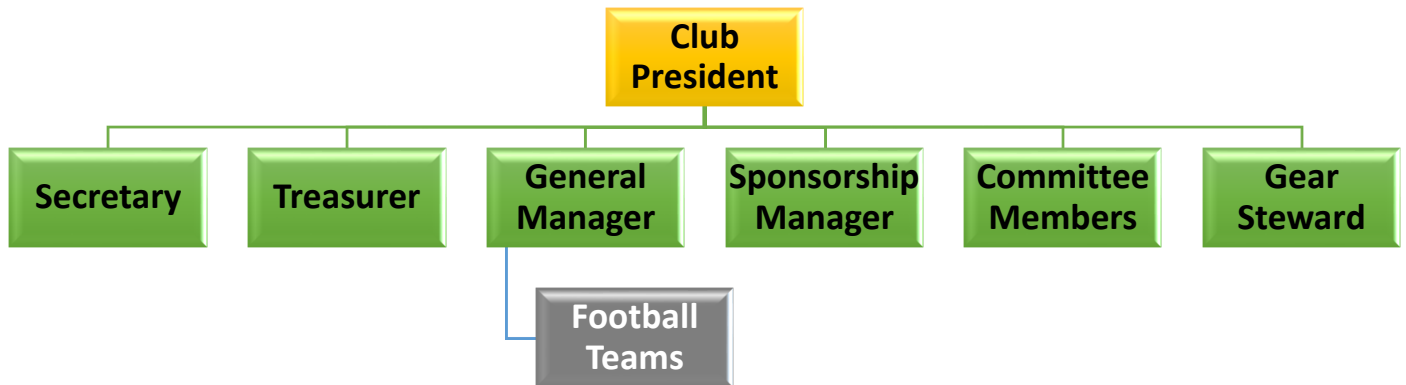 Club
President
Secretary
Treasurer
General
Manager
Sponsorship
Manager
Committee
Members
Gear
Steward
Football
Teams